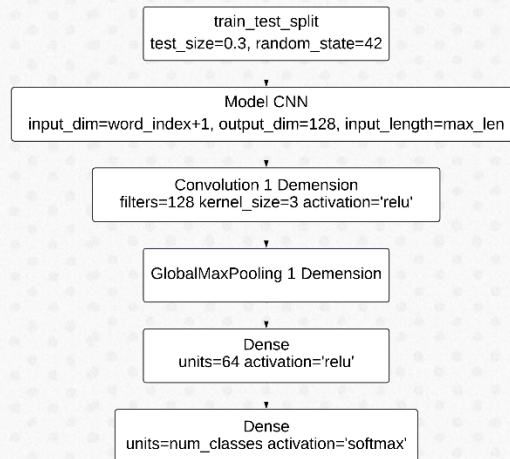 train_test_split
test_size=0.3, random_state=42
Model CNN
input_dim=word_index+1, output_dim=128, input_length=max_len
Convolution 1 Demension
filters=128 kernel_size=3 activation='relu'
GlobalMaxPooling 1 Demension
Dense
units=64 activation='relu'
Dense
units=num_classes activation='softmax'